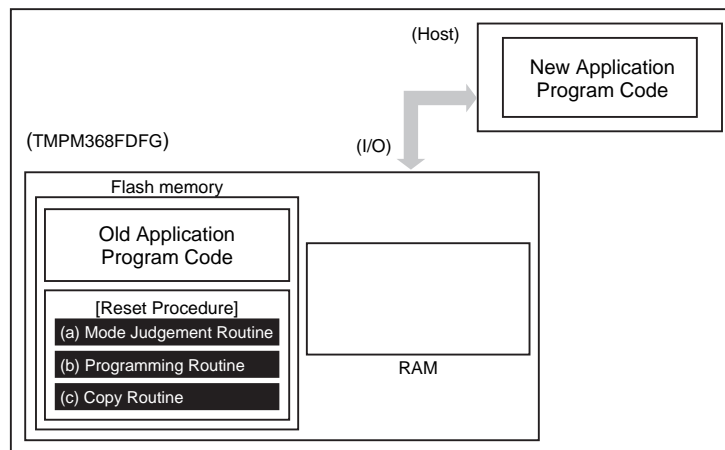 (Host)
New Application
Program Code
(TMPM368FDFG)
(I/O)
Flash memory
Old Application
Program Code
[Reset Procedure]
(a) Mode Judgement Routine
(b) Programming Routine
(c) Copy Routine
RAM